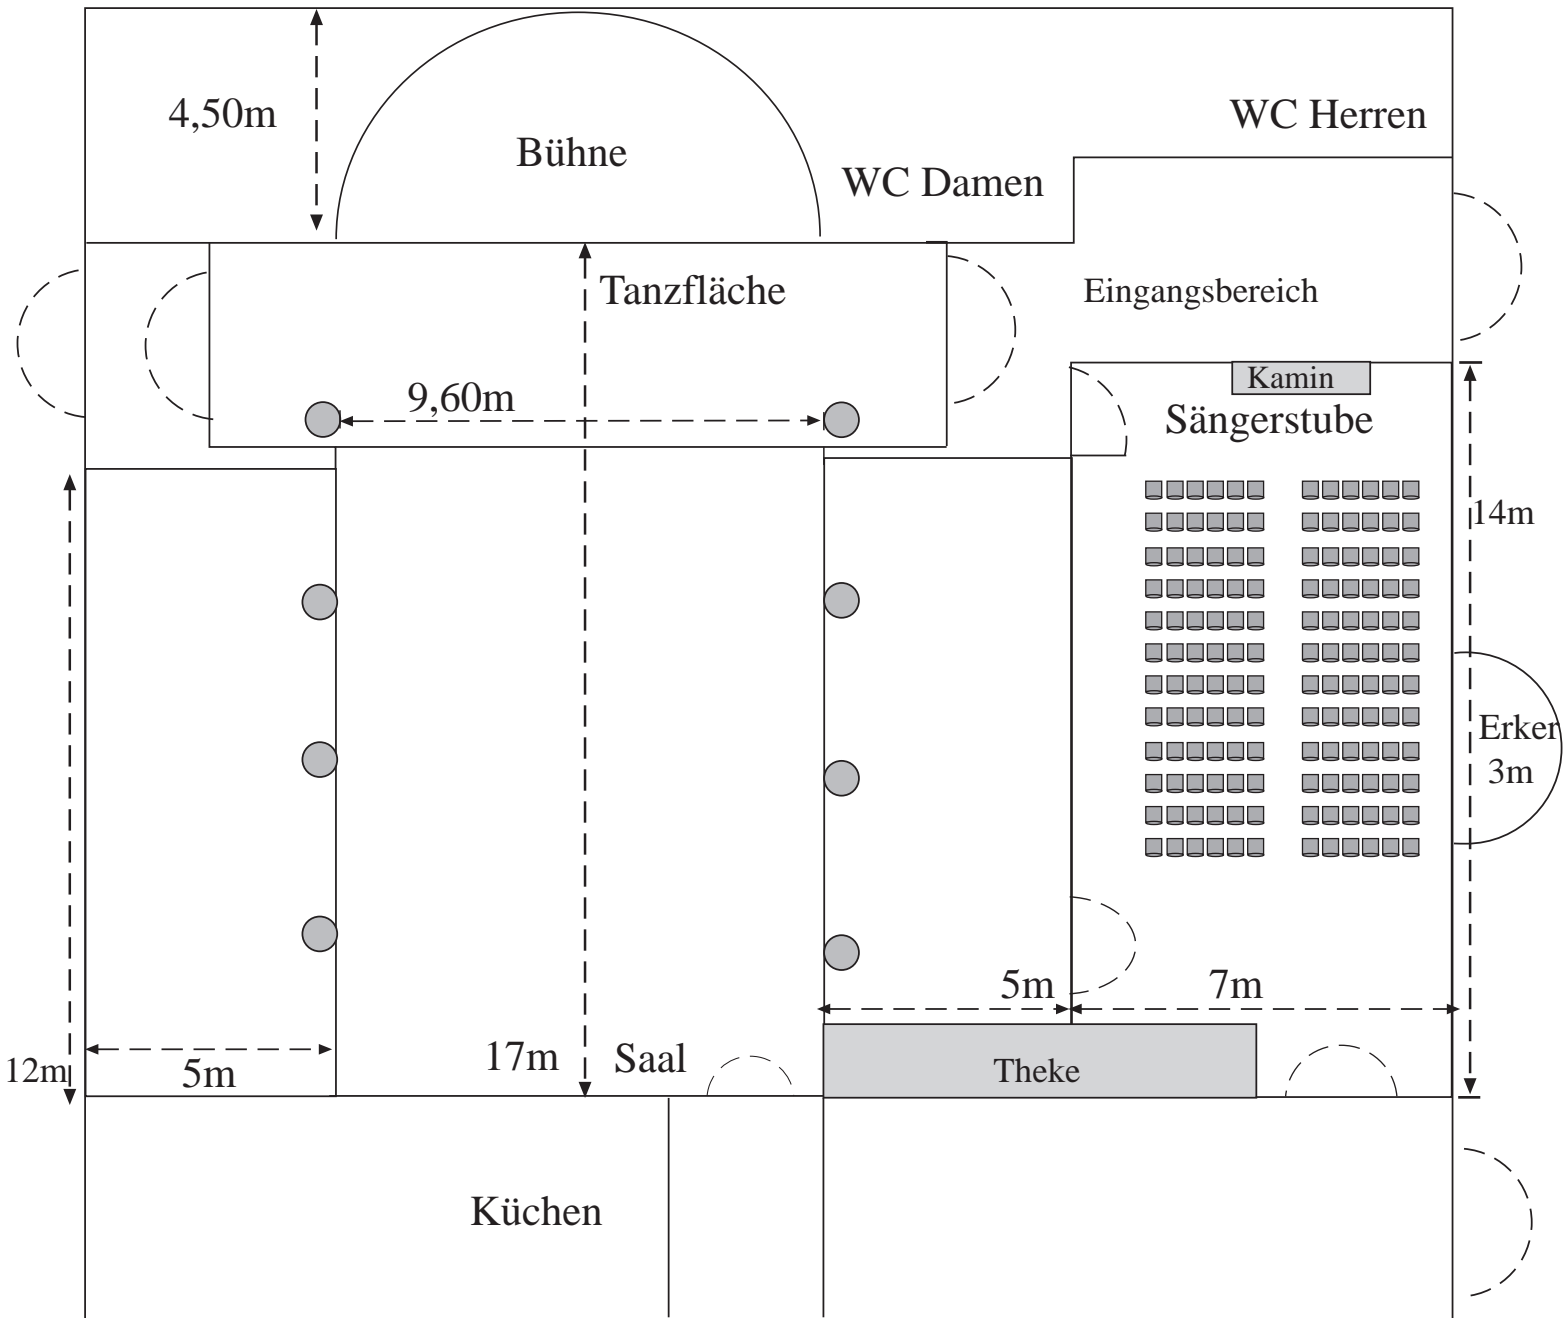 4,50m
Bühne
WC Herren
WC Damen
Tanzfläche
Eingangsbereich
9,60m
Kamin
Sängerstube
14m
Erker
3m
5m
7m
12m
5m
17m
Saal
Theke
Küchen